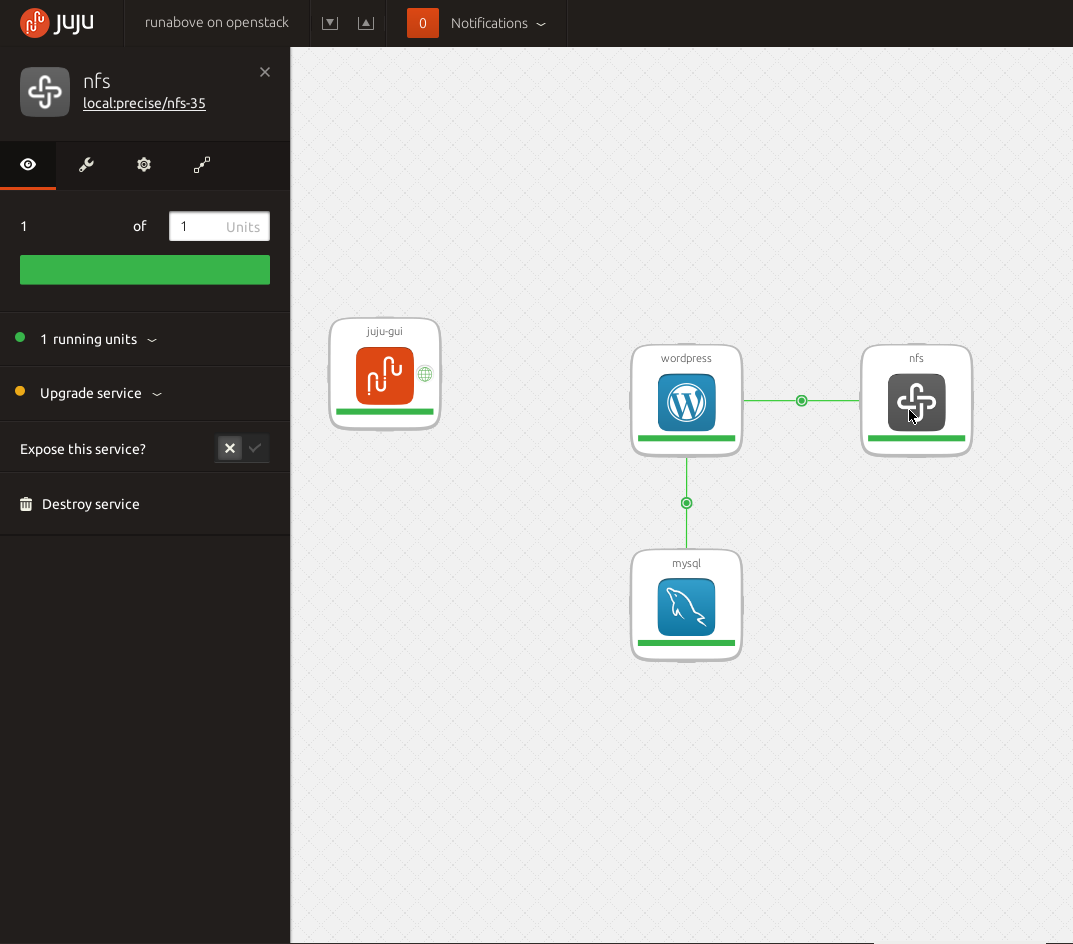 juju
runabove on openstack
0
Notifications
nfs
local:precise/nfs-35
1 of 1 Units
1 running units
Upgrade service
Expose this service?
Destroy service
juju-gui
wordpress
nfs
mysql